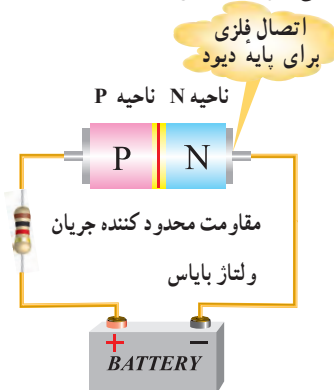 اتصال فلزی
برای پایهٔ دیود
ناحیه P ناحیه N
P N
مقاومت محدود کننده جریان
ولتاژ بایاس
+ −
BATTERY